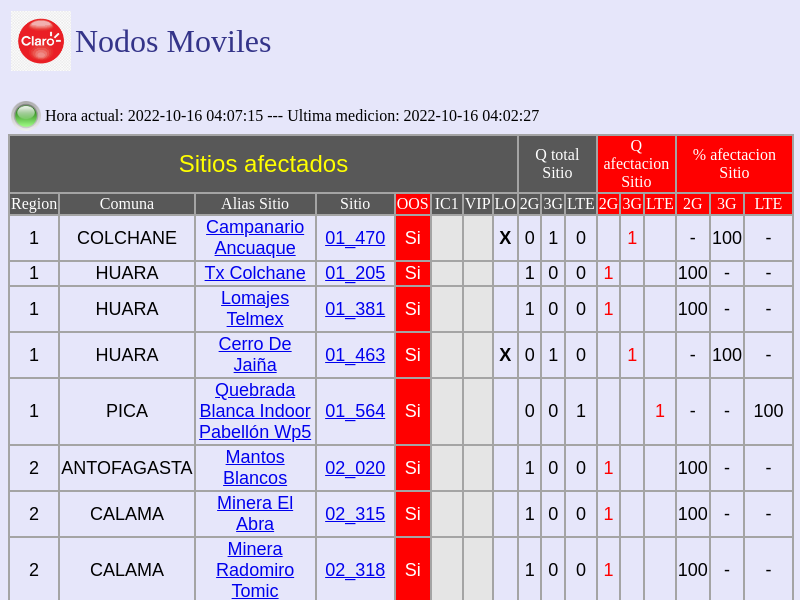 Claro
Nodos Moviles
Hora actual: 2022-10-16 04:07:15 --- Ultima medicion: 2022-10-16 04:02:27
Sitios afectados Q total Sitio Q afectacion Sitio % afectacion Sitio
Region Comuna Alias Sitio Sitio OOS IC1 VIP LO 2G 3G LTE 2G 3G LTE 2G 3G LTE
1 COLCHANE Campanario Ancuaque 01_470 Si X 0 1 0 1 - 100 -
1 HUARA Tx Colchane 01_205 Si 1 0 0 1 100 - -
1 HUARA Lomajes Telmex 01_381 Si 1 0 0 1 100 - -
1 HUARA Cerro De Jaiña 01_463 Si X 0 1 0 1 - 100 -
1 PICA Quebrada Blanca Indoor Pabellón Wp5 01_564 Si 0 0 1 1 - - 100
2 ANTOFAGASTA Mantos Blancos 02_020 Si 1 0 0 1 100 - -
2 CALAMA Minera El Abra 02_315 Si 1 0 0 1 100 - -
2 CALAMA Minera Radomiro Tomic 02_318 Si 1 0 0 1 100 - -